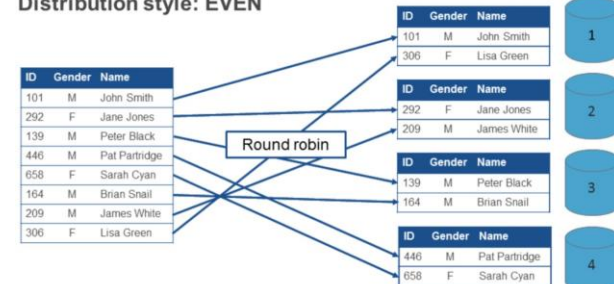 Distribution style: EVEN
ID Gender Name
101 M John Smith
292 F Jane Jones
139 M Peter Black
446 M Pat Partridge
658 F Sarah Cyan
164 M Brian Snail
209 M James White
306 F Lisa Green
Round robin
ID Gender Name
101 M John Smith
306 F Lisa Green
1
ID Gender Name
292 F Jane Jones
209 M James White
2
ID Gender Name
139 M Peter Black
164 M Brian Snail
3
ID Gender Name
446 M Pat Partridge
658 F Sarah Cyan
4